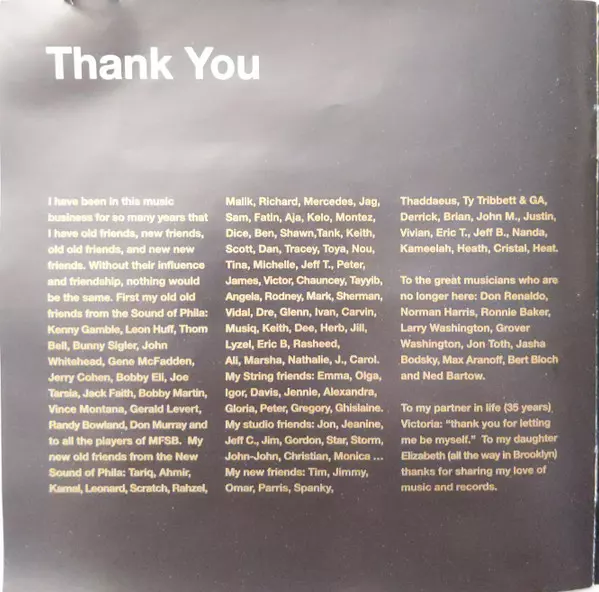 Thank You
I have been in this music
business for so many years that
I have old friends, new friends,
old old friends, and new new
friends. Without their influence
and friendship, nothing would
be the same. First my old old
friends from the Sound of Phila:
Kenny Gamble, Leon Huff, Thom
Bell, Bunny Sigler, John
Whitehead, Gene McFadden,
Jerry Cohen, Bobby Eli, Joe
Tarsia, Jack Faith, Bobby Martin,
Vince Montana, Gerald Levert,
Randy Bowland, Don Murray and
to all the players of MFSB. My
new old friends from the New
Sound of Phila: Tariq, Ahmir,
Kamal, Leonard, Scratch, Rahzel,
Malik, Richard, Mercedes, Jag,
Sam, Fatin, Aja, Kelo, Montez,
Dice, Ben, Shawn,Tank, Keith,
Scott, Dan, Tracey, Toya, Nou,
Tina, Michelle, Jeff T., Peter,
James, Victor, Chauncey, Tayyib,
Angela, Rodney, Mark, Sherman,
Vidal, Dre, Glenn, Ivan, Carvin,
Musiq, Keith, Dee, Herb, Jill,
Lyzel, Eric B, Rasheed,
Ali, Marsha, Nathalie, J., Carol.
My String friends: Emma, Olga,
Igor, Davis, Jennie, Alexandra,
Gloria, Peter, Gregory, Ghislaine.
My studio friends: Jon, Jeanine,
Jeff C., Jim, Gordon, Star, Storm,
John-John, Christian, Monica ...
My new friends: Tim, Jimmy,
Omar, Parris, Spanky,
Thaddaeus, Ty Tribbett & GA,
Derrick, Brian, John M., Justin,
Vivian, Eric T., Jeff B., Nanda,
Kameelah, Heath, Cristal, Heat.
To the great musicians who are
no longer here: Don Renaldo,
Norman Harris, Ronnie Baker,
Larry Washington, Grover
Washington, Jon Toth, Jasha
Bodsky, Max Aranoff, Bert Bloch
and Ned Bartow.
To my partner in life (35 years)
Victoria: "thank you for letting
me be myself." To my daughter
Elizabeth (all the way in Brooklyn)
thanks for sharing my love of
music and records.